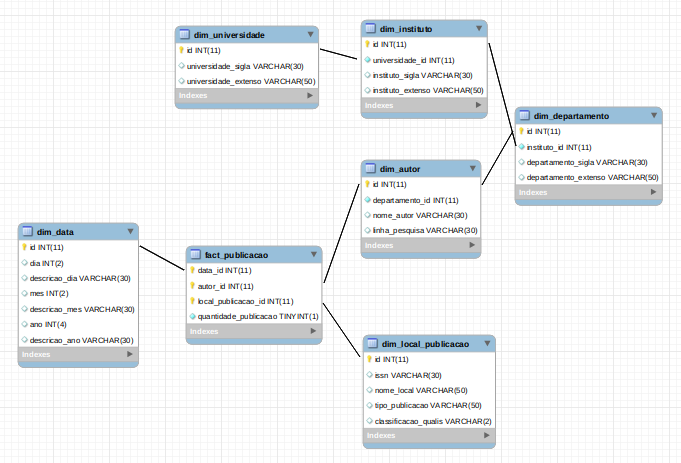 dim_universidade
id INT(11)
universidade_sigla VARCHAR(30)
universidade_extenso VARCHAR(50)
Indexes
dim_instituto
id INT(11)
universidade_id INT(11)
instituto_sigla VARCHAR(30)
instituto_extenso VARCHAR(50)
Indexes
dim_departamento
id INT(11)
instituto_id INT(11)
departamento_sigla VARCHAR(30)
departamento_extenso VARCHAR(50)
Indexes
dim_autor
id INT(11)
departamento_id INT(11)
nome_autor VARCHAR(30)
linha_pesquisa VARCHAR(30)
Indexes
dim_data
id INT(11)
dia INT(2)
descricao_dia VARCHAR(30)
mes INT(2)
descricao_mes VARCHAR(30)
ano INT(4)
descricao_ano VARCHAR(30)
Indexes
fact_publicacao
data_id INT(11)
autor_id INT(11)
local_publicacao_id INT(11)
quantidade_publicacao TINYINT(1)
Indexes
dim_local_publicacao
id INT(11)
issn VARCHAR(30)
nome_local VARCHAR(50)
tipo_publicacao VARCHAR(50)
classificacao_qualis VARCHAR(2)
Indexes